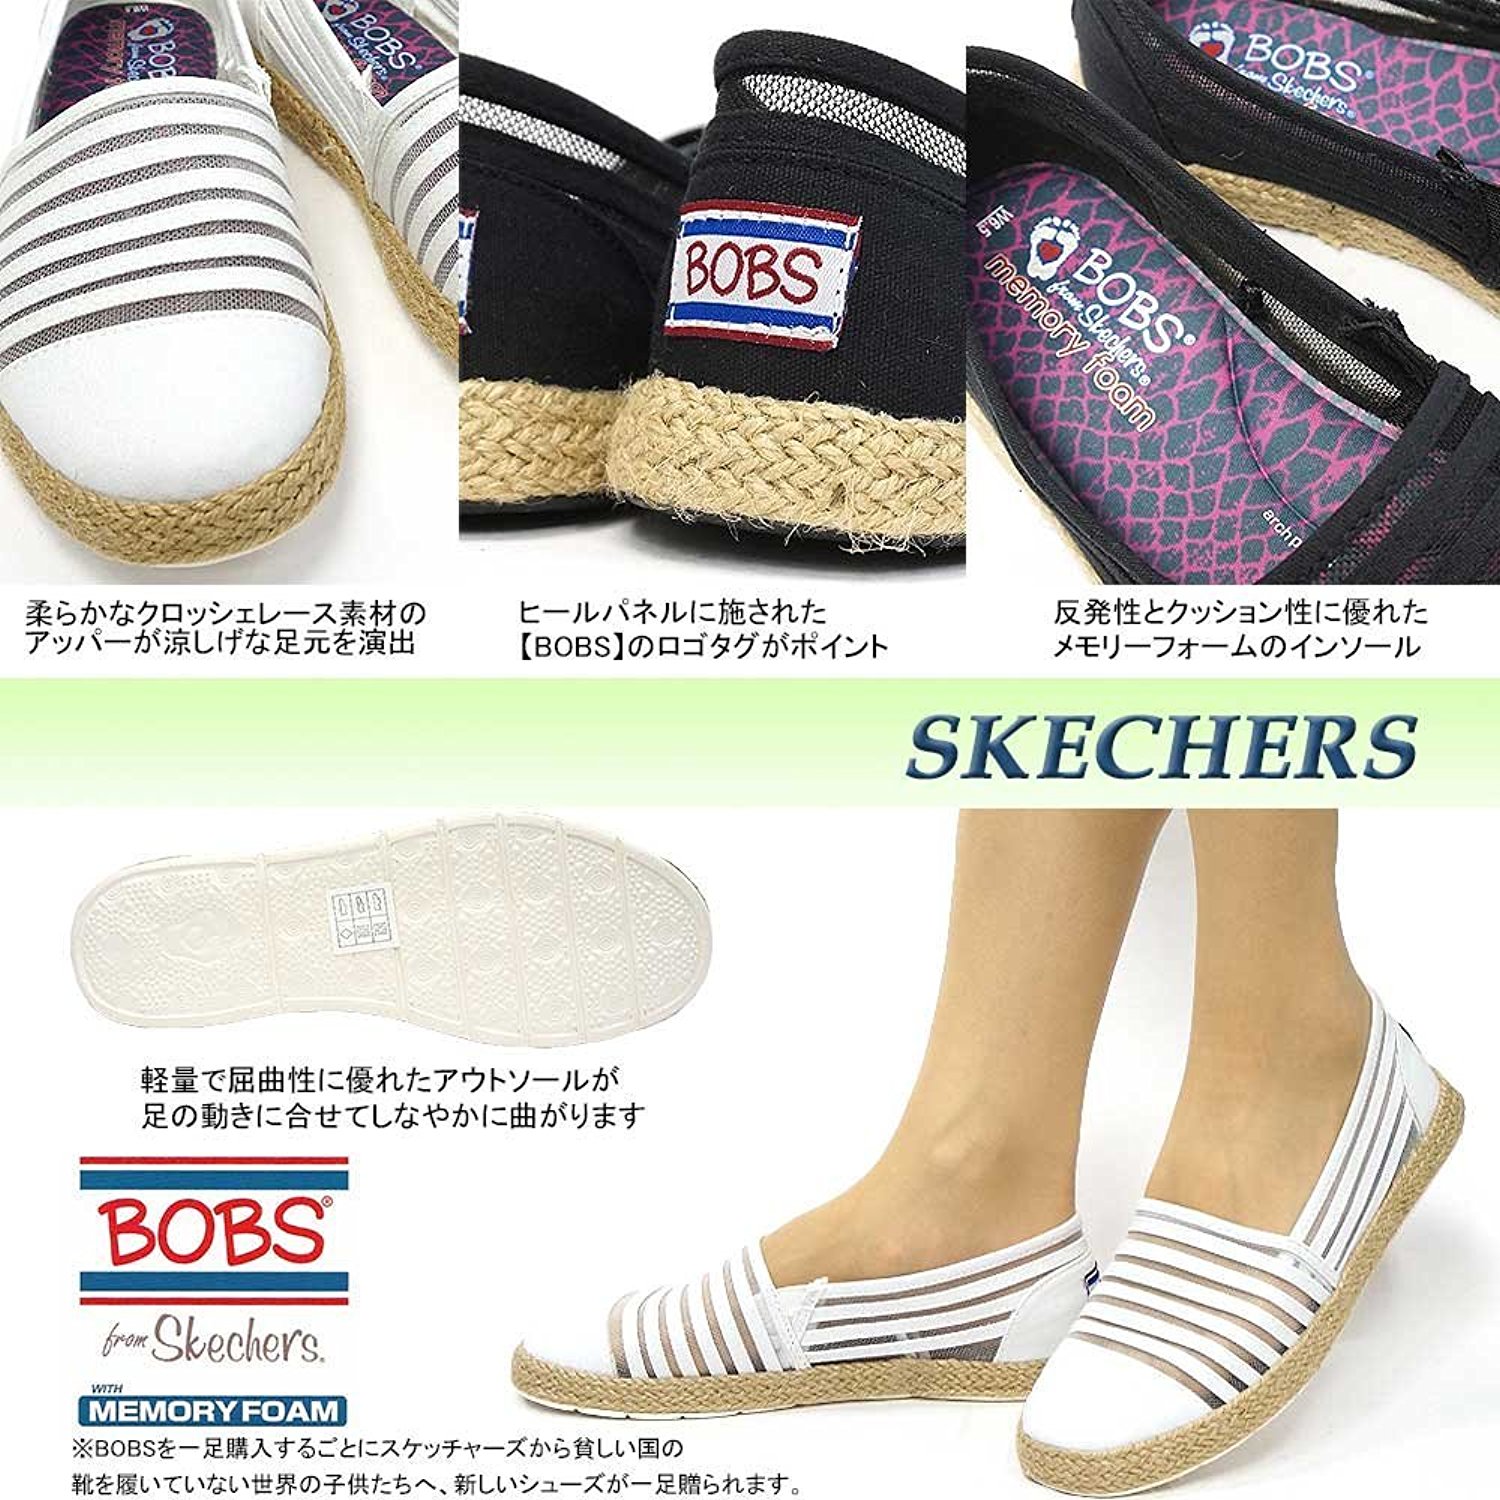 BOBS
from Skechers®
BOBS
BOBS®
from Skechers®
W6.5
BOBS®
from Skechers®
memory foam
arch p
柔らかなクロッシェレース素材の
アッパーが涼しげな足元を演出
ヒールパネルに施された
【BOBS】のロゴタグがポイント
反発性とクッション性に優れた
メモリーフォームのインソール
SKECHERS
軽量で屈曲性に優れたアウトソールが
足の動きに合せてしなやかに曲がります
BOBS®
from Skechers.
WITH
MEMORY FOAM
※BOBSを一足購入するごとにスケッチャーズから貧しい国の
靴を履いていない世界の子供たちへ、新しいシューズが一足贈られます。